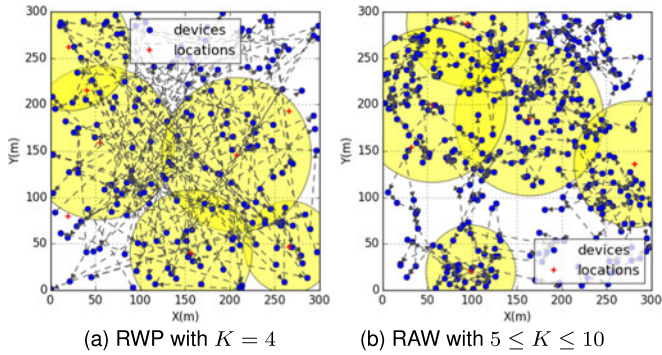 300
250
200
150
100
50
0
Y(m)
devices
locations
0 50 100 150 200 250 300
X(m)
(a) RWP with K = 4
300
250
200
150
100
50
0
Y(m)
devices
locations
0 50 100 150 200 250 300
X(m)
(b) RAW with 5 ≤ K ≤ 10